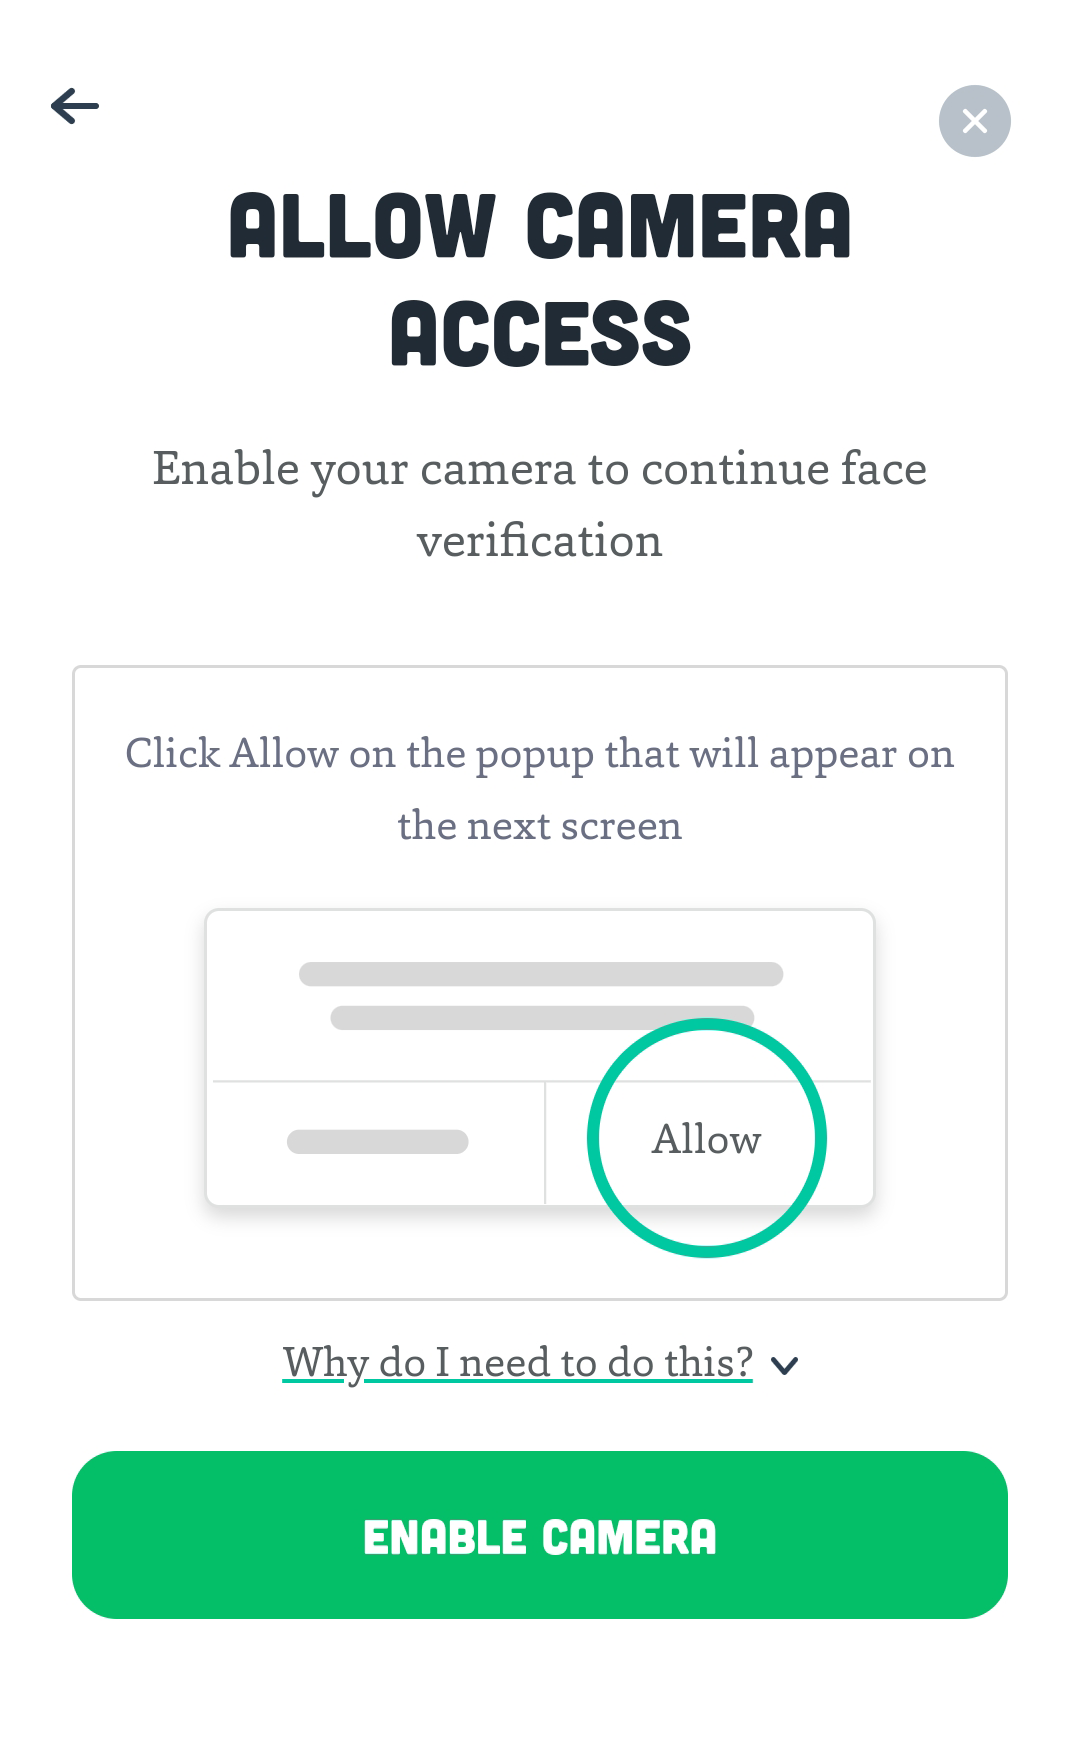 ALLOW CAMERA
ACCESS
Enable your camera to continue face
verification
Click Allow on the popup that will appear on
the next screen
Allow
Why do I need to do this?
ENABLE CAMERA